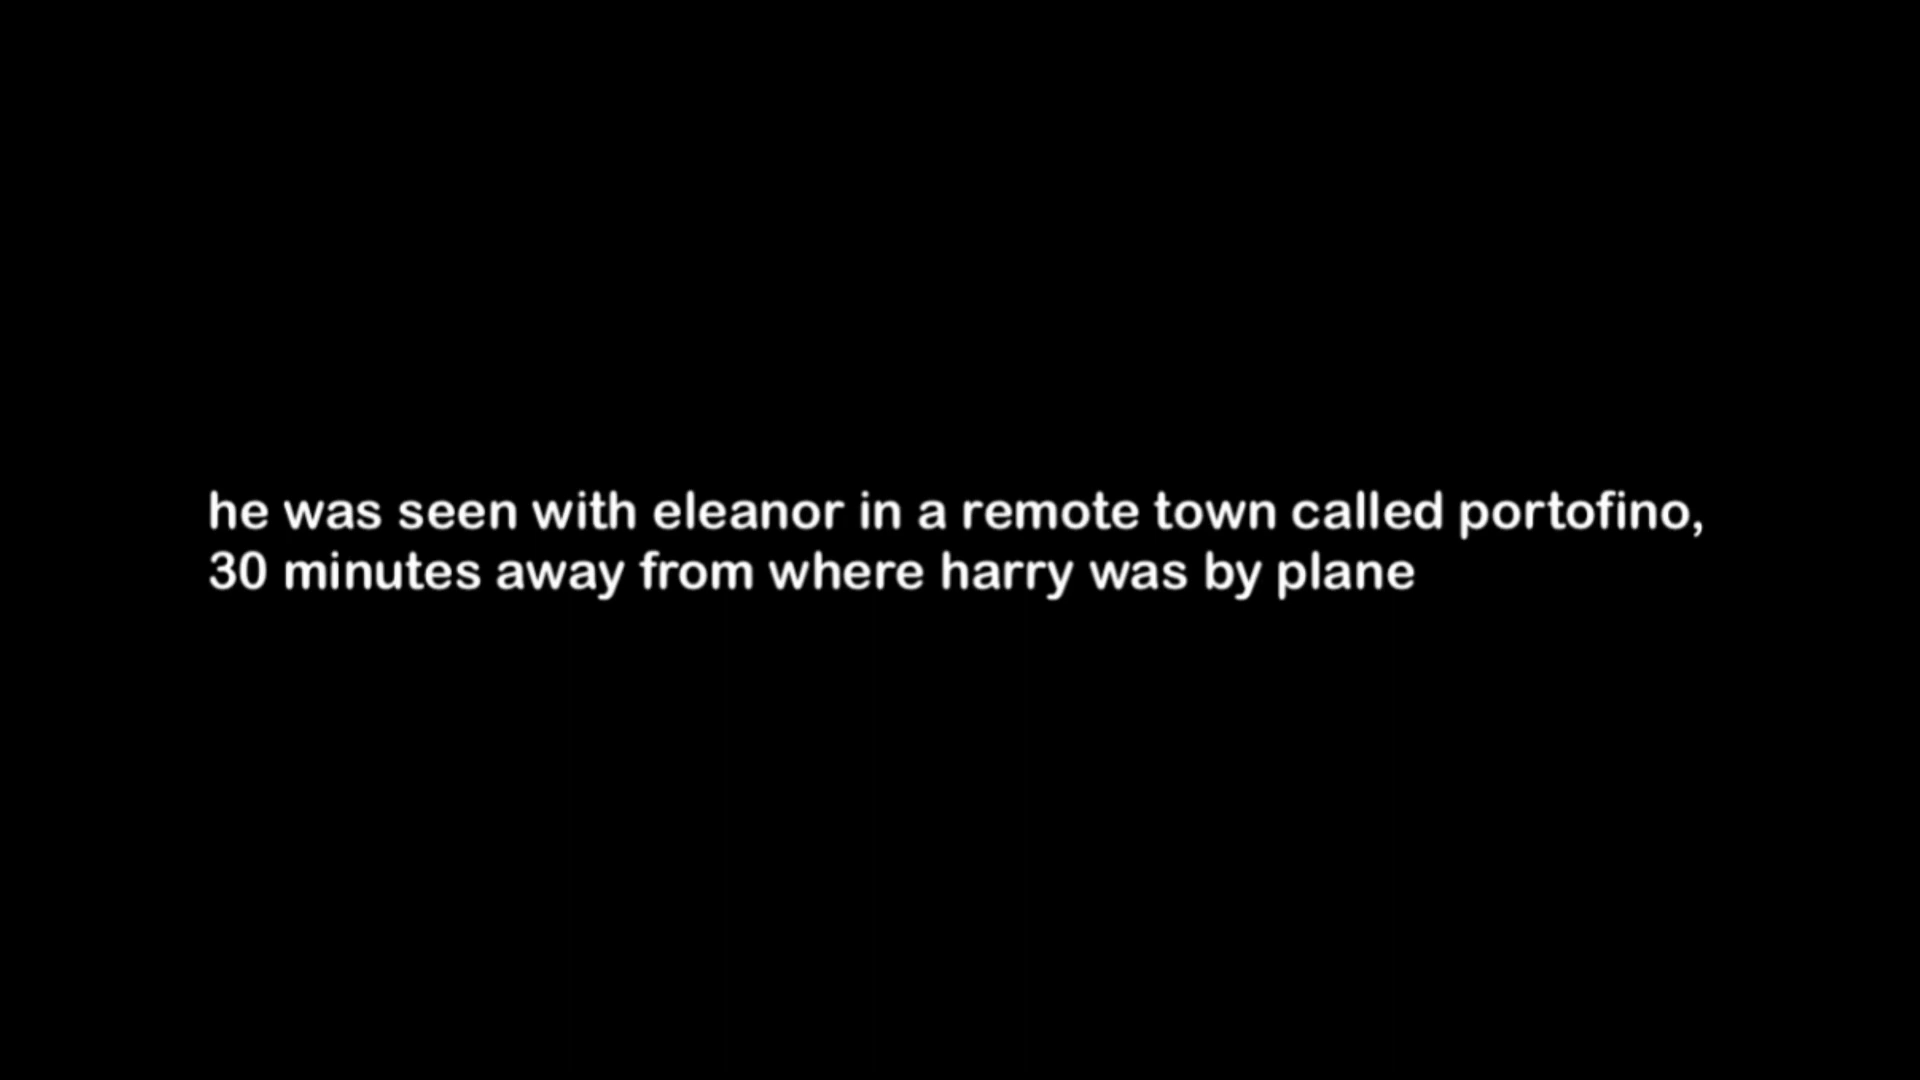 he was seen with eleanor in a remote town called portofino,
30 minutes away from where harry was by plane